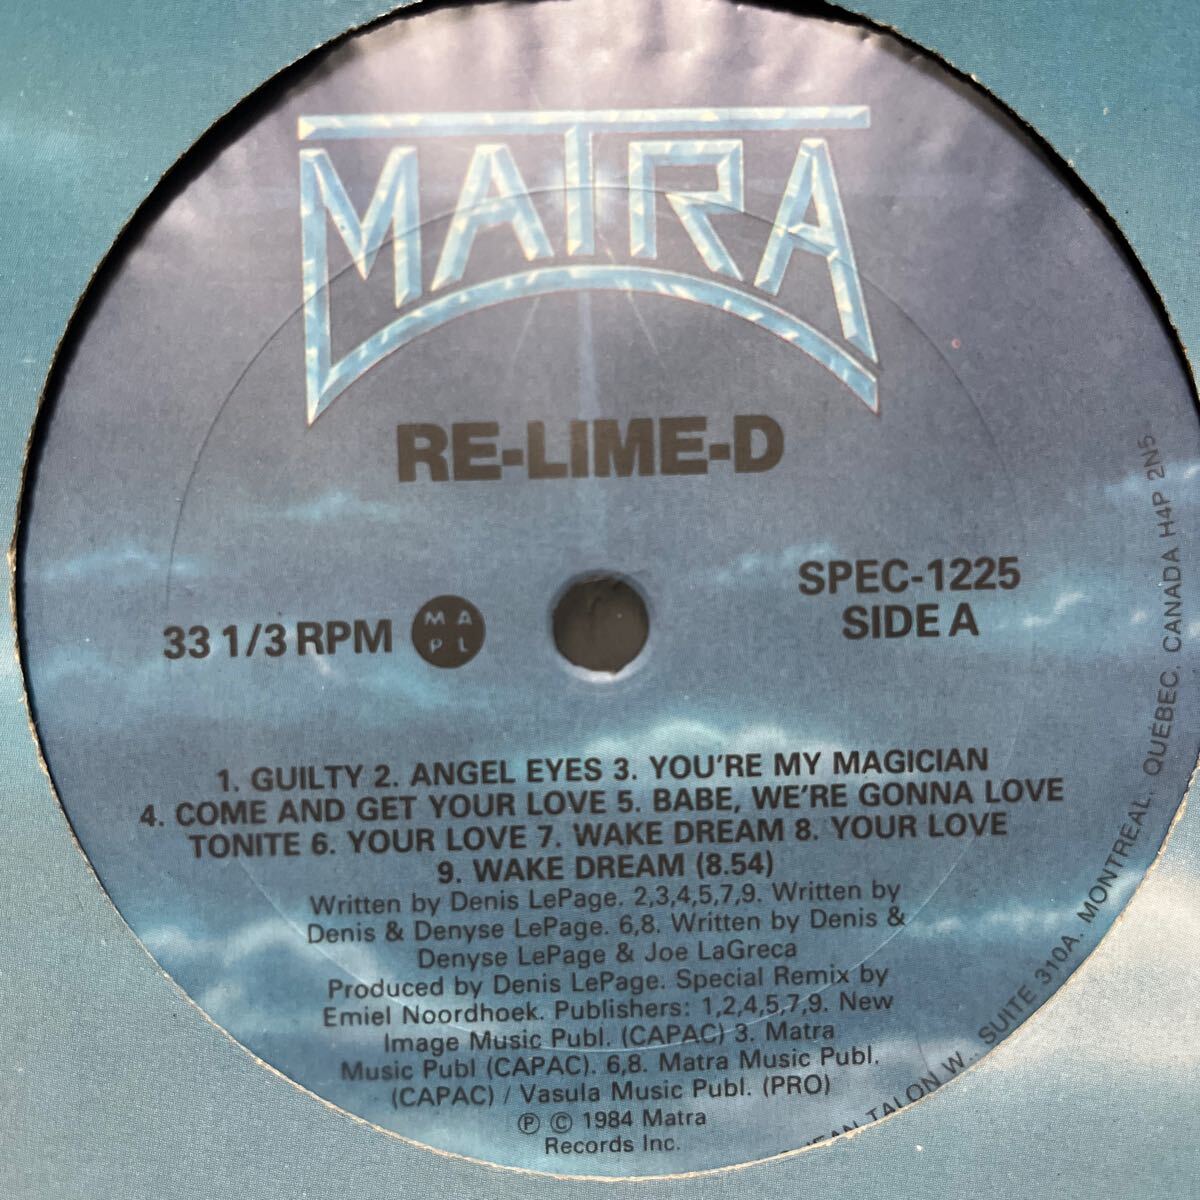 MATRA
RE-LIME-D
SPEC-1225
SIDE A
33 1/3 RPM
M A
P L
1. GUILTY 2. ANGEL EYES 3. YOU'RE MY MAGICIAN
4. COME AND GET YOUR LOVE 5. BABE, WE'RE GONNA LOVE
TONITE 6. YOUR LOVE 7. WAKE DREAM 8. YOUR LOVE
9. WAKE DREAM (8.54)
Written by Denis LePage. 2,3,4,5,7,9. Written by
Denis & Denyse LePage. 6,8. Written by Denis &
Denyse LePage & Joe LaGreca
Produced by Denis LePage. Special Remix by
Emiel Noordhoek. Publishers: 1,2,4,5,7,9. New
Image Music Publ. (CAPAC) 3. Matra
Music Publ (CAPAC). 6,8. Matra Music Publ.
(CAPAC) / Vasula Music Publ. (PRO)
Ⓟ © 1984 Matra
Records Inc.
TALON W., SUITE 310A, MONTRÉAL, QUÉBEC, CANADA H4P 2N5